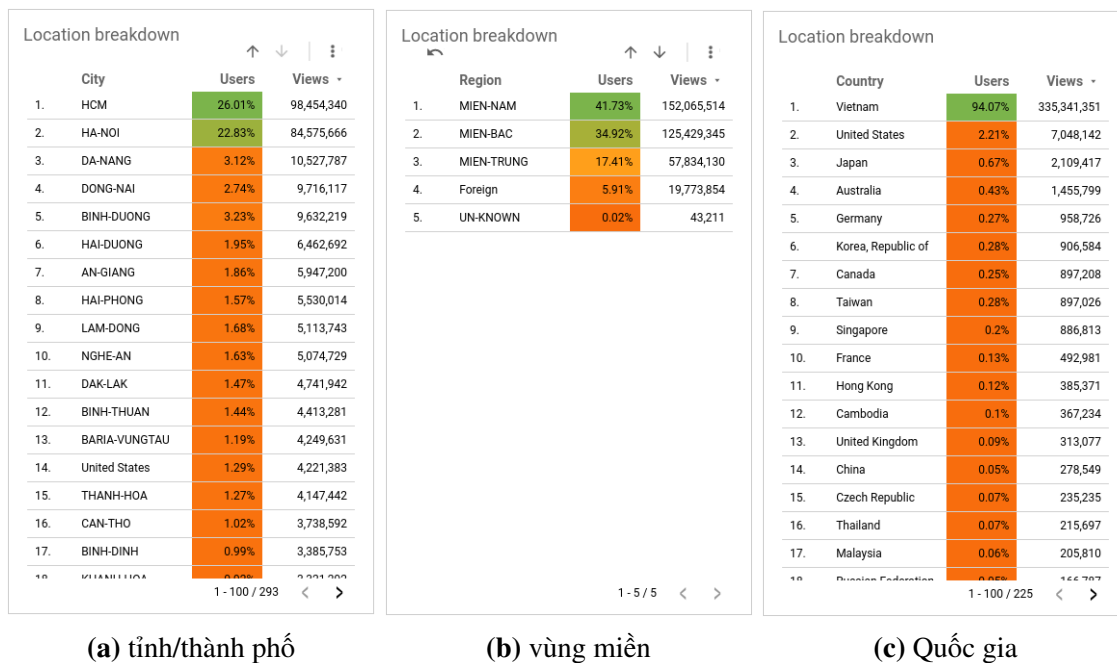 Location breakdown
City Users Views
1. HCM 26.01% 98,454,340
2. HA-NOI 22.83% 84,575,666
3. DA-NANG 3.12% 10,527,787
4. DONG-NAI 2.74% 9,716,117
5. BINH-DUONG 3.23% 9,632,219
6. HAI-DUONG 1.95% 6,462,692
7. AN-GIANG 1.86% 5,947,200
8. HAI-PHONG 1.57% 5,530,014
9. LAM-DONG 1.68% 5,113,743
10. NGHE-AN 1.63% 5,074,729
11. DAK-LAK 1.47% 4,741,942
12. BINH-THUAN 1.44% 4,413,281
13. BARIA-VUNGTAU 1.19% 4,249,631
14. United States 1.29% 4,221,383
15. THANH-HOA 1.27% 4,147,442
16. CAN-THO 1.02% 3,738,592
17. BINH-DINH 0.99% 3,385,753
18. KHANH-HOA
1 - 100 / 293
(a) tỉnh/thành phố
Location breakdown
Region Users Views
1. MIEN-NAM 41.73% 152,065,514
2. MIEN-BAC 34.92% 125,429,345
3. MIEN-TRUNG 17.41% 57,834,130
4. Foreign 5.91% 19,773,854
5. UN-KNOWN 0.02% 43,211
1 - 5 / 5
(b) vùng miền
Location breakdown
Country Users Views
1. Vietnam 94.07% 335,341,351
2. United States 2.21% 7,048,142
3. Japan 0.67% 2,109,417
4. Australia 0.43% 1,455,799
5. Germany 0.27% 958,726
6. Korea, Republic of 0.28% 906,584
7. Canada 0.25% 897,208
8. Taiwan 0.28% 897,026
9. Singapore 0.2% 886,813
10. France 0.13% 492,981
11. Hong Kong 0.12% 385,371
12. Cambodia 0.1% 367,234
13. United Kingdom 0.09% 313,077
14. China 0.05% 278,549
15. Czech Republic 0.07% 235,235
16. Thailand 0.07% 215,697
17. Malaysia 0.06% 205,810
18. Russian Federation
1 - 100 / 225
(c) Quốc gia